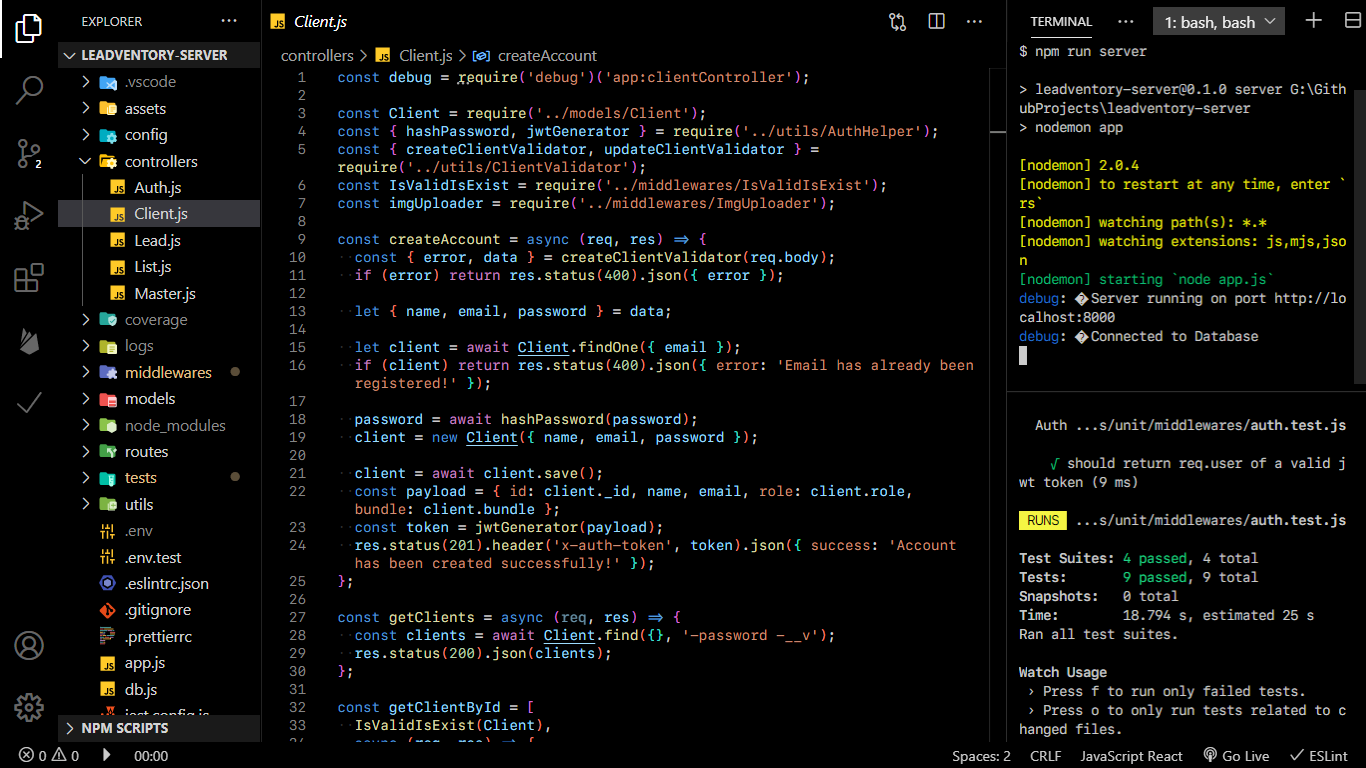 EXPLORER
LEADVENTORY-SERVER
.vscode
assets
config
controllers
Auth.js
Client.js
Lead.js
List.js
Master.js
coverage
logs
middlewares
models
node_modules
routes
tests
utils
.env
.env.test
.eslintrc.json
.gitignore
.prettierrc
app.js
db.js
jest.config.js
NPM SCRIPTS
2
Client.js
controllers > Client.js > createAccount
1 const debug = require('debug')('app:clientController');
2
3 const Client = require('../models/Client');
4 const { hashPassword, jwtGenerator } = require('../utils/AuthHelper');
5 const { createClientValidator, updateClientValidator } =
require('../utils/ClientValidator');
6 const IsValidIsExist = require('../middlewares/IsValidIsExist');
7 const imgUploader = require('../middlewares/ImgUploader');
8
9 const createAccount = async (req, res) => {
10 const { error, data } = createClientValidator(req.body);
11 if (error) return res.status(400).json({ error });
12
13 let { name, email, password } = data;
14
15 let client = await Client.findOne({ email });
16 if (client) return res.status(400).json({ error: 'Email has already been
registered!' });
17
18 password = await hashPassword(password);
19 client = new Client({ name, email, password });
20
21 client = await client.save();
22 const payload = { id: client._id, name, email, role: client.role,
bundle: client.bundle };
23 const token = jwtGenerator(payload);
24 res.status(201).header('x-auth-token', token).json({ success: 'Account
has been created successfully!' });
25 };
26
27 const getClients = async (req, res) => {
28 const clients = await Client.find({}, '-password -__v');
29 res.status(200).json(clients);
30 };
31
32 const getClientById = [
33 IsValidIsExist(Client),
34 async (req, res) => {
TERMINAL
1: bash, bash
$ npm run server
> leadventory-server@0.1.0 server G:\Gith
ubProjects\leadventory-server
> nodemon app
[nodemon] 2.0.4
[nodemon] to restart at any time, enter `
rs`
[nodemon] watching path(s): *.*
[nodemon] watching extensions: js,mjs,jso
n
[nodemon] starting `node app.js`
debug: �Server running on port http://lo
calhost:8000
debug: �Connected to Database
Auth ...s/unit/middlewares/auth.test.js
√ should return req.user of a valid j
wt token (9 ms)
RUNS ...s/unit/middlewares/auth.test.js
Test Suites: 4 passed, 4 total
Tests: 9 passed, 9 total
Snapshots: 0 total
Time: 18.794 s, estimated 25 s
Ran all test suites.
Watch Usage
› Press f to run only failed tests.
› Press o to only run tests related to c
hanged files.
0 0 00:00
Spaces: 2 CRLF JavaScript React Go Live ESLint